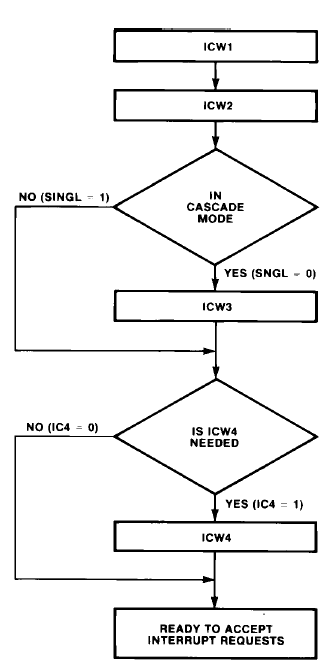 ICW1
ICW2
IN
CASCADE
MODE
NO (SINGL = 1)
YES (SNGL = 0)
ICW3
IS ICW4
NEEDED
NO (IC4 = 0)
YES (IC4 = 1)
ICW4
READY TO ACCEPT
INTERRUPT REQUESTS